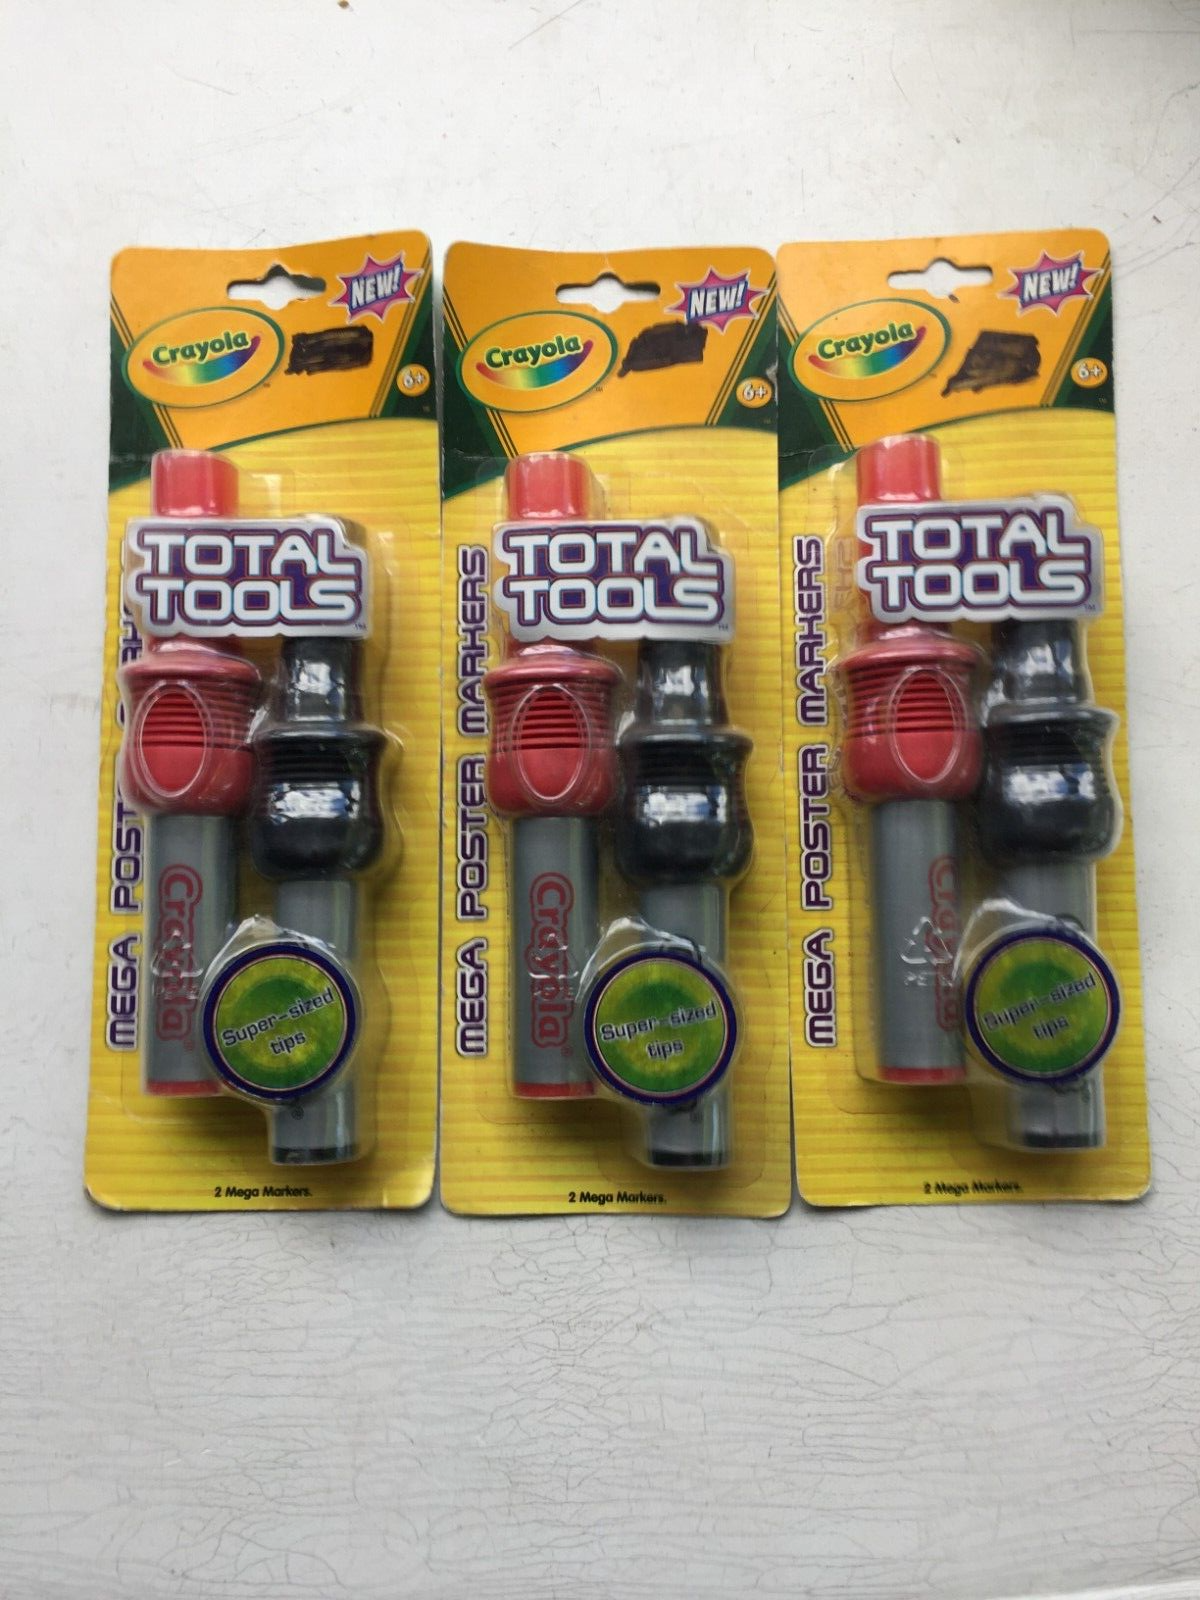 NEW!
Crayola
6+
TOTAL
TOOLS
MEGA POSTER
Crayola
Super-sized
tips
2 Mega Markers.
NEW!
Crayola
6+
TOTAL
TOOLS
MEGA POSTER MARKERS
Crayola
Super-sized
tips
2 Mega Markers.
NEW!
Crayola
6+
TOTAL
TOOLS
MEGA POSTER MARKERS
Crayola
PET
Super-sized
tips
2 Mega Markers.